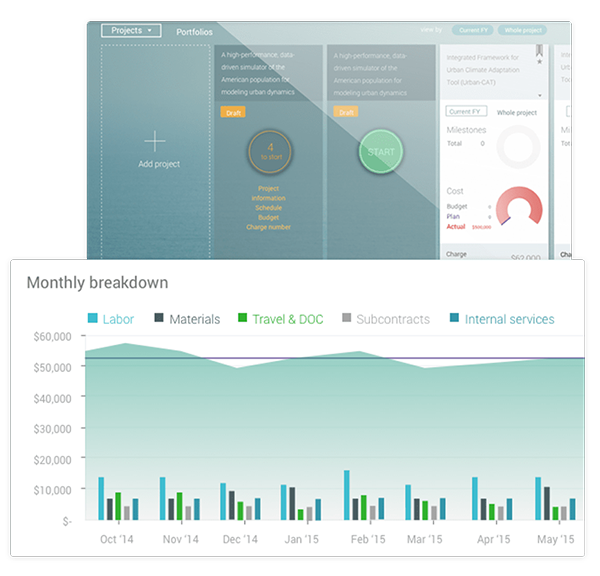 Projects
Portfolios
view by
Current FY
Whole project
A high-performance, data-
driven simulator of the
American population for
modeling urban dynamics
A high-performance, data-
driven simulator of the
American population for
modeling urban dynamics
Integrated Framework for
Urban Climate Adaptation
Tool (Urban-CAT)
Draft
Draft
Current FY
Whole project
Add project
4
to start
START
Milestones
Total 0
Mi
To
Project
information
Schedule
Budget
Charge number
Cost
Budget 0
Plan 0
Actual
Charge
$62,000
Monthly breakdown
Labor
Materials
Travel & DOC
Subcontracts
Internal services
$60,000
$50,000
$40,000
$30,000
$20,000
$10,000
$-
Oct '14
Nov '14
Dec '14
Jan '15
Feb '15
Mar '15
Apr '15
May '15